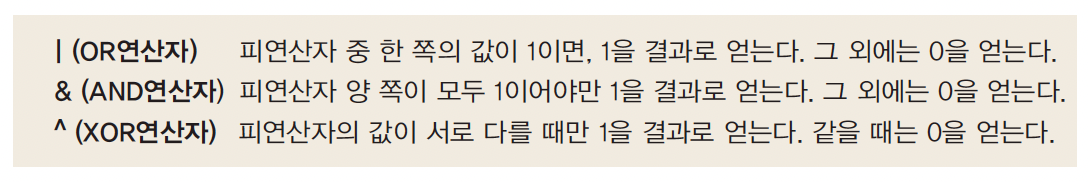 | (OR연산자) 피연산자 중 한 쪽의 값이 1이면, 1을 결과로 얻는다. 그 외에는 0을 얻는다.
& (AND연산자) 피연산자 양 쪽이 모두 1이어야만 1을 결과로 얻는다. 그 외에는 0을 얻는다.
^ (XOR연산자) 피연산자의 값이 서로 다를 때만 1을 결과로 얻는다. 같을 때는 0을 얻는다.